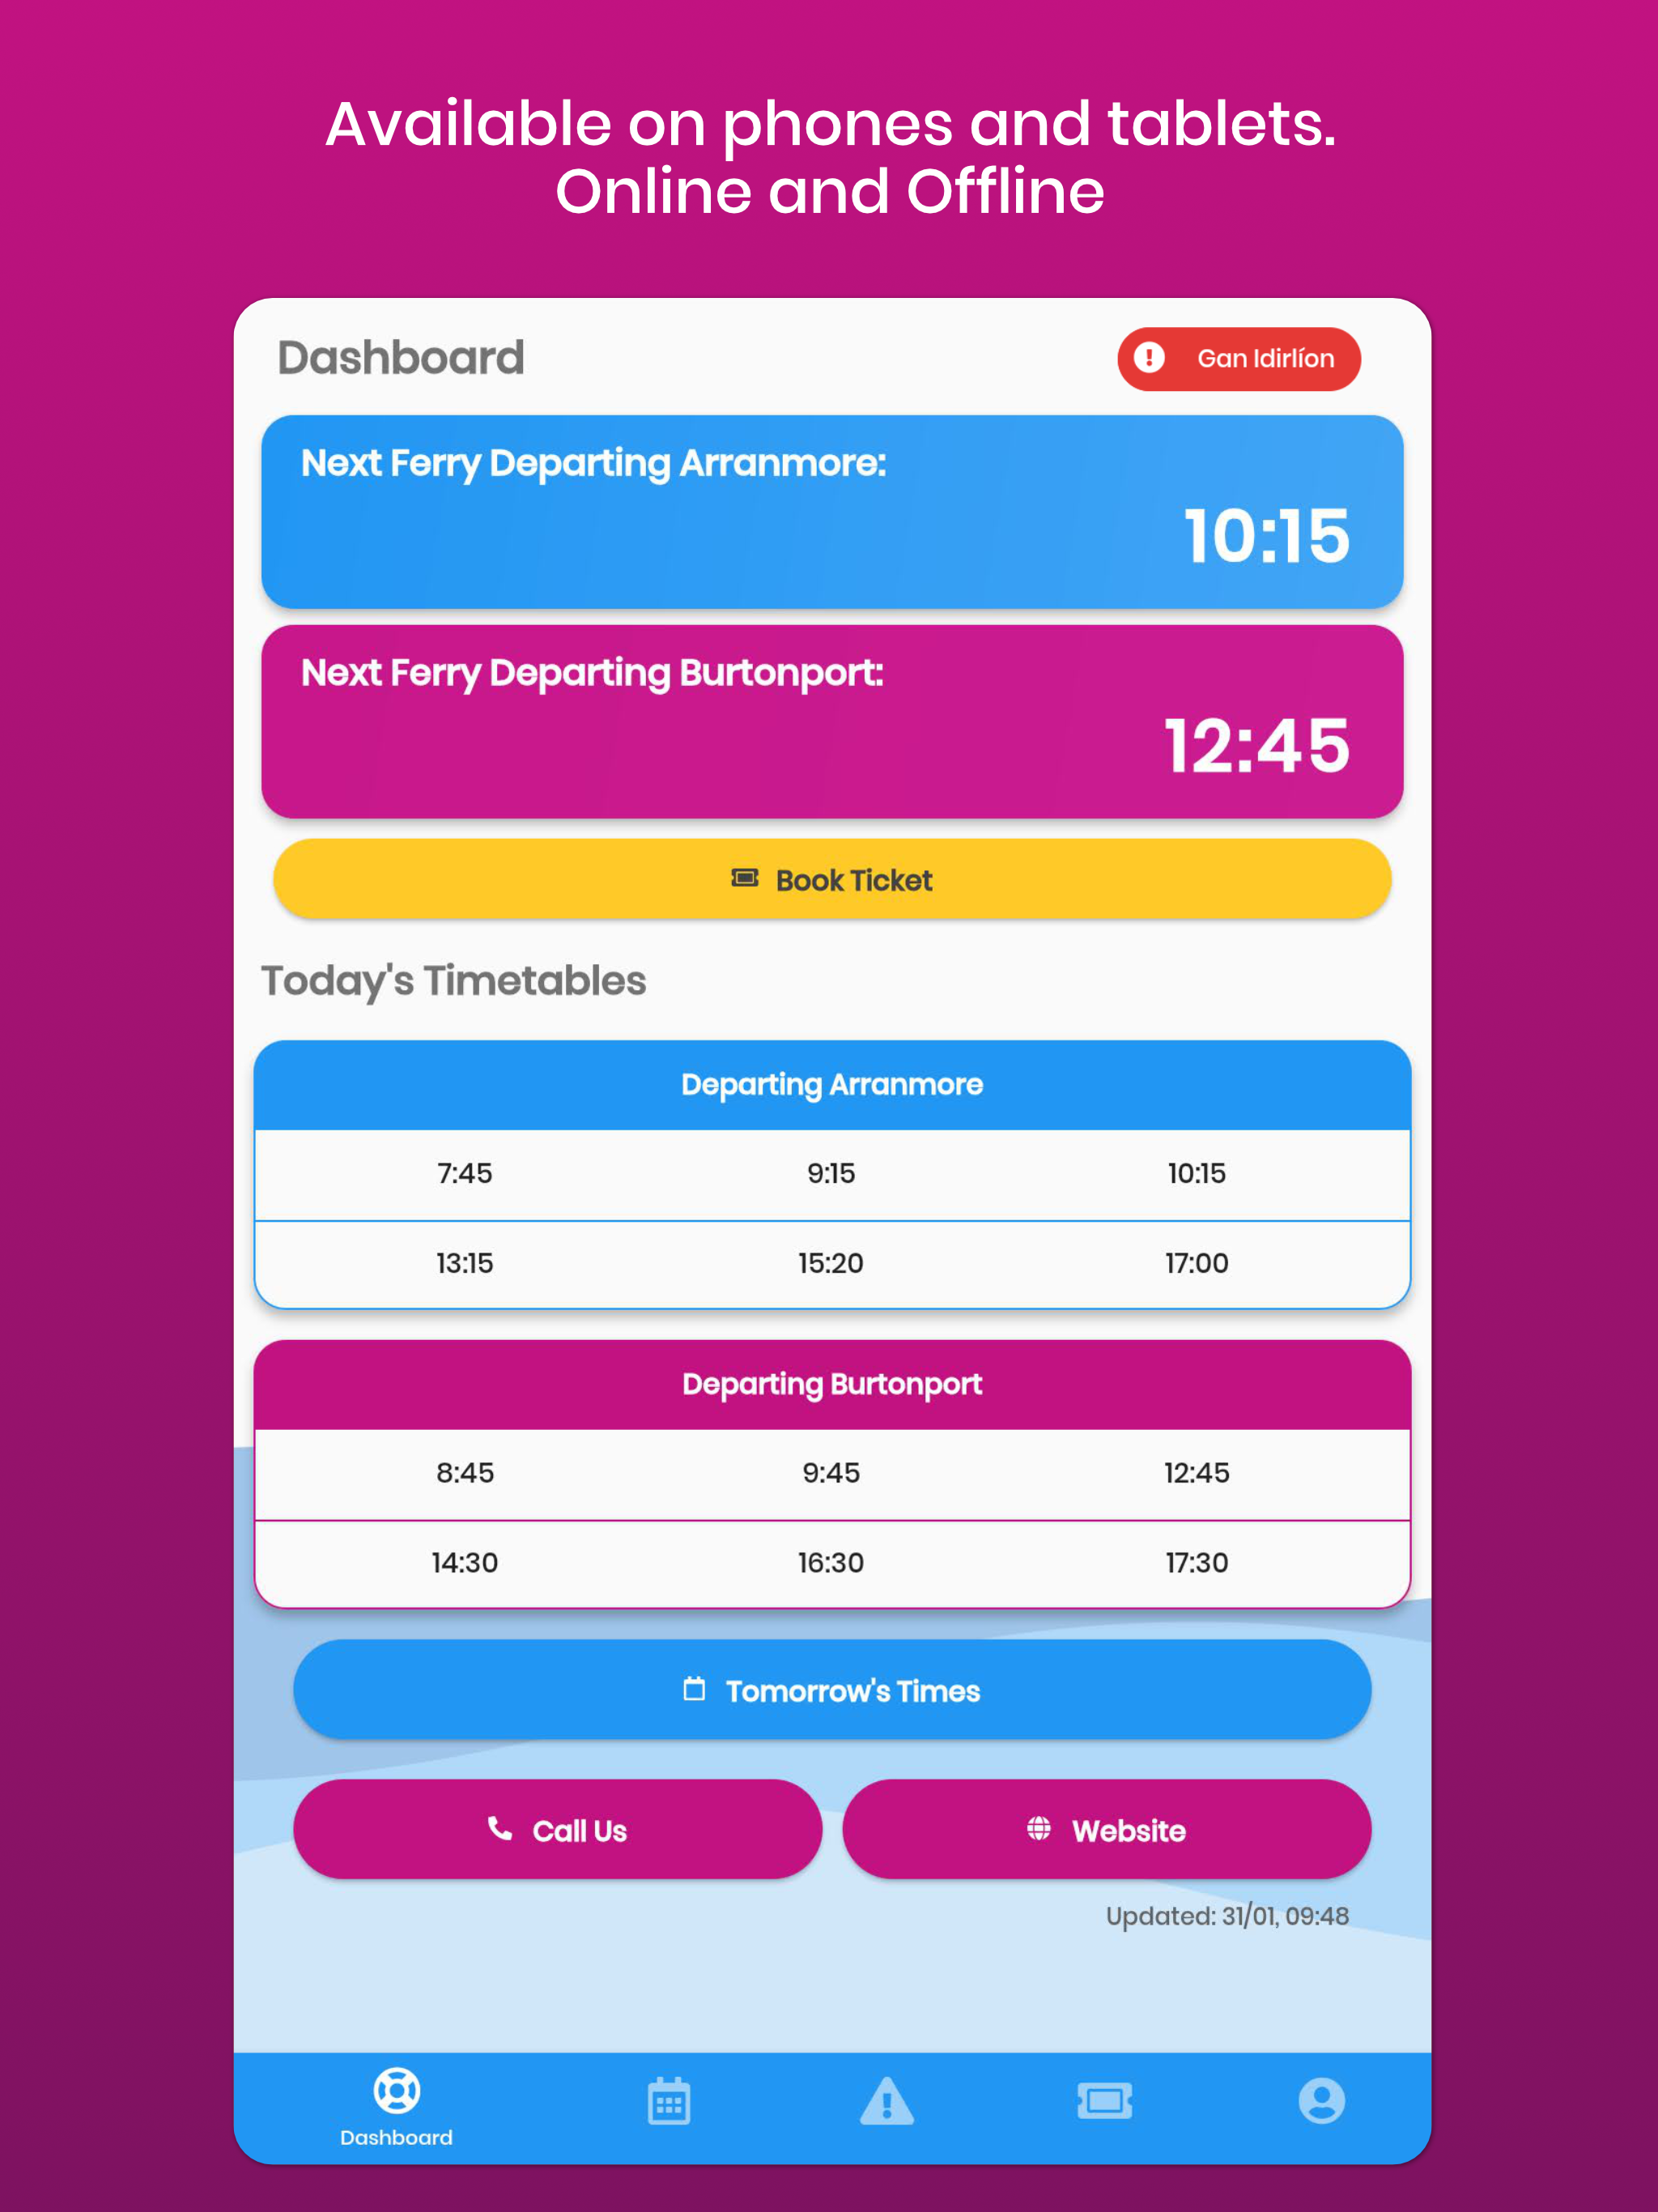 Available on phones and tablets.
Online and Offline
Dashboard
Gan Idirlíon
Next Ferry Departing Arranmore:
10:15
Next Ferry Departing Burtonport:
12:45
Book Ticket
Today's Timetables
Departing Arranmore
7:45 9:15 10:15
13:15 15:20 17:00
Departing Burtonport
8:45 9:45 12:45
14:30 16:30 17:30
Tomorrow's Times
Call Us Website
Updated: 31/01, 09:48
Dashboard